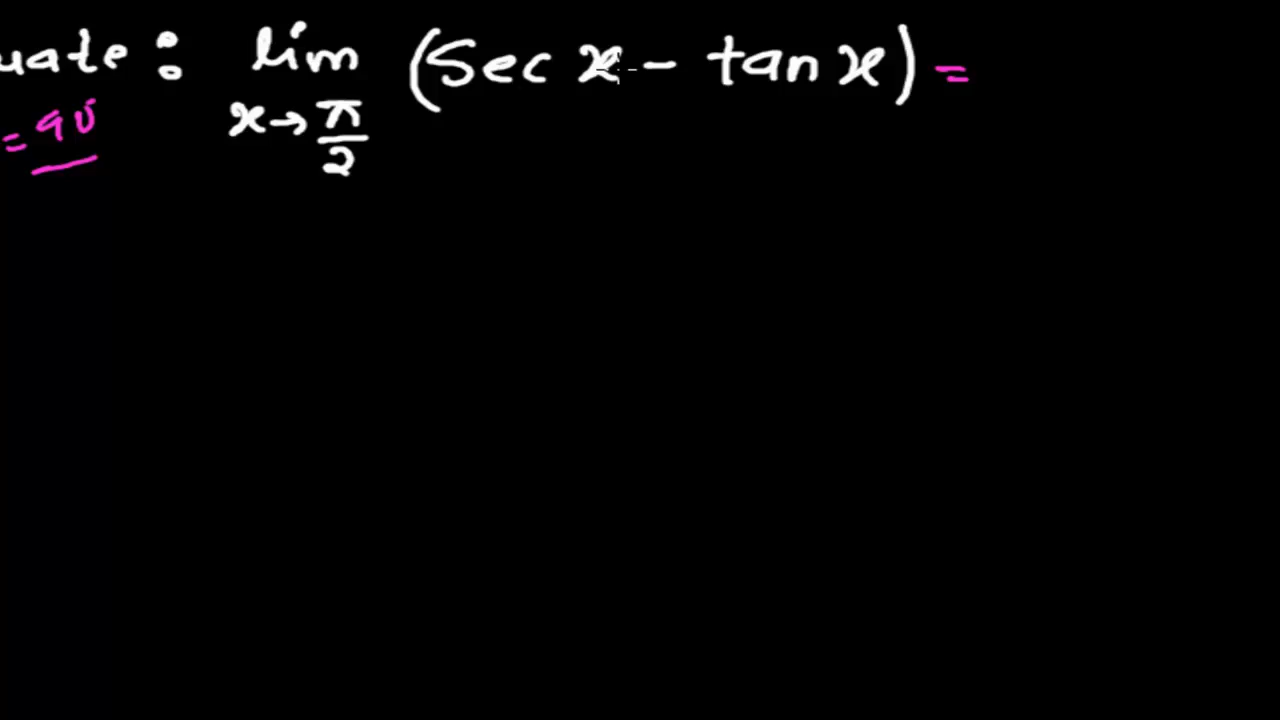 uate : lim (Sec x - tan x) =
x→π/2
= 90°